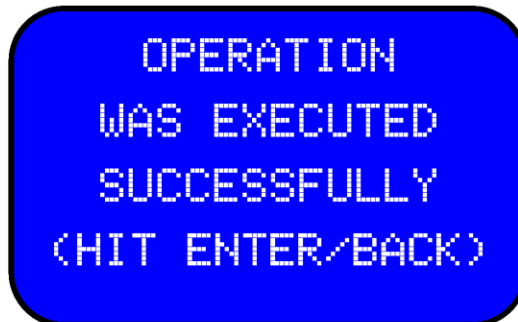 OPERATION
WAS EXECUTED
SUCCESSFULLY
(HIT ENTER/BACK)